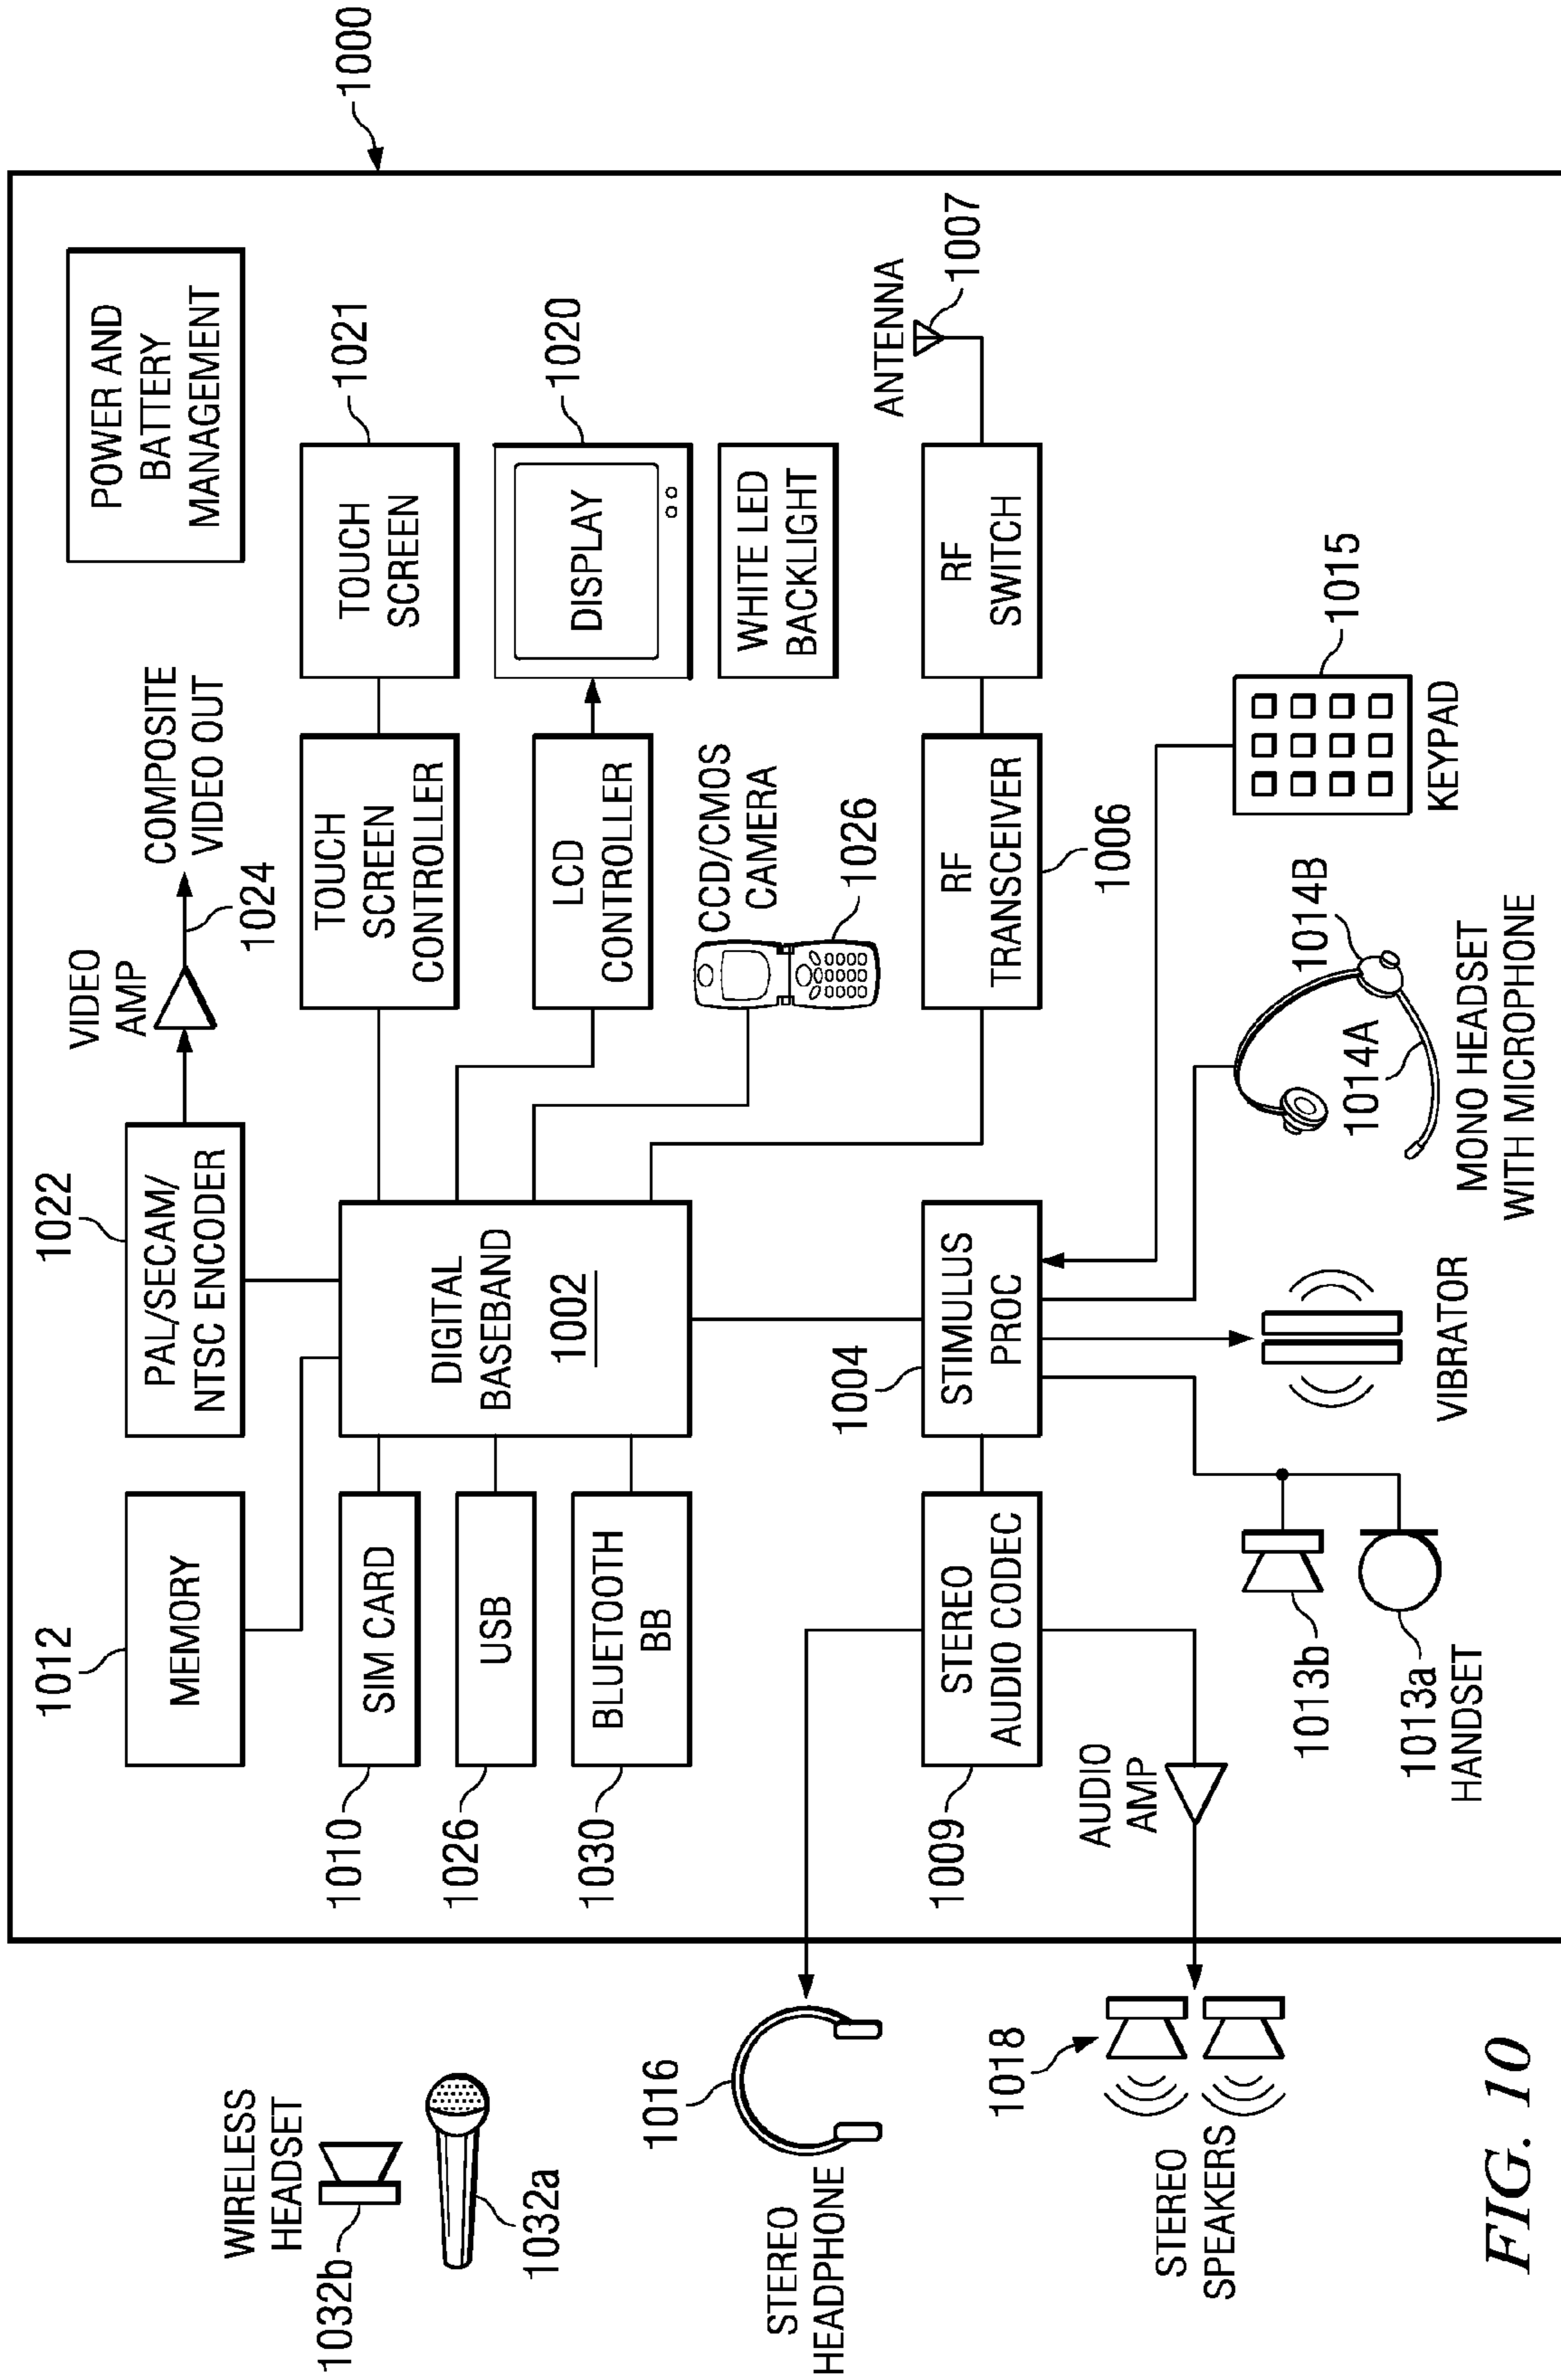 1000
POWER AND
BATTERY
MANAGEMENT
COMPOSITE
VIDEO OUT
VIDEO
AMP
1024
1022
PAL/SECAM/
NTSC ENCODER
1012
MEMORY
TOUCH
SCREEN
1021
TOUCH
SCREEN
CONTROLLER
DISPLAY
1020
LCD
CONTROLLER
WHITE LED
BACKLIGHT
CCD/CMOS
CAMERA
1026
ANTENNA
1007
RF
SWITCH
RF
TRANSCEIVER
1006
DIGITAL
BASEBAND
1002
SIM CARD
1010
USB
1026
BLUETOOTH
BB
1030
1004
STIMULUS
PROC
STEREO
AUDIO CODEC
1009
AUDIO
AMP
1015
KEYPAD
1014B
1014A
MONO HEADSET
WITH MICROPHONE
VIBRATOR
1013b
1013a
HANDSET
WIRELESS
HEADSET
1032b
1032a
1016
STEREO
HEADPHONE
1018
STEREO
SPEAKERS
FIG. 10